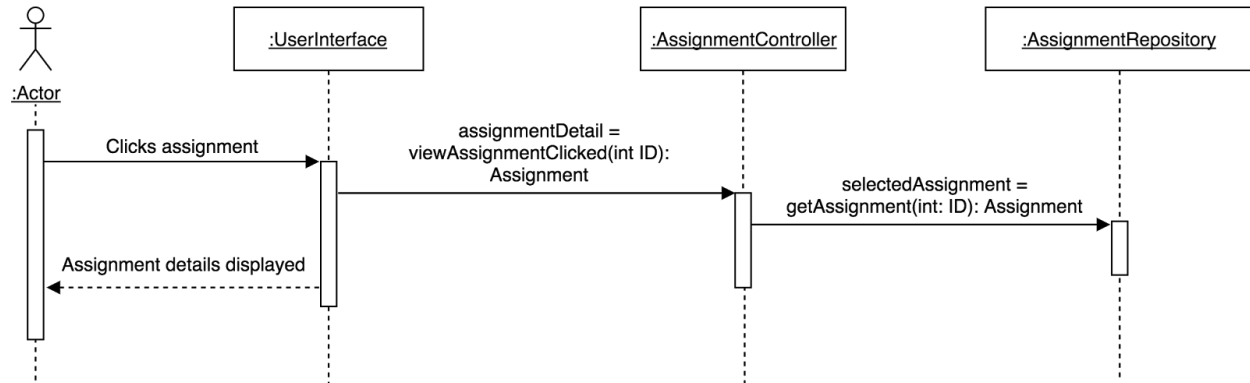 :UserInterface
:AssignmentController
:AssignmentRepository
:Actor
Clicks assignment
assignmentDetail =
viewAssignmentClicked(int ID):
Assignment
selectedAssignment =
getAssignment(int: ID): Assignment
Assignment details displayed